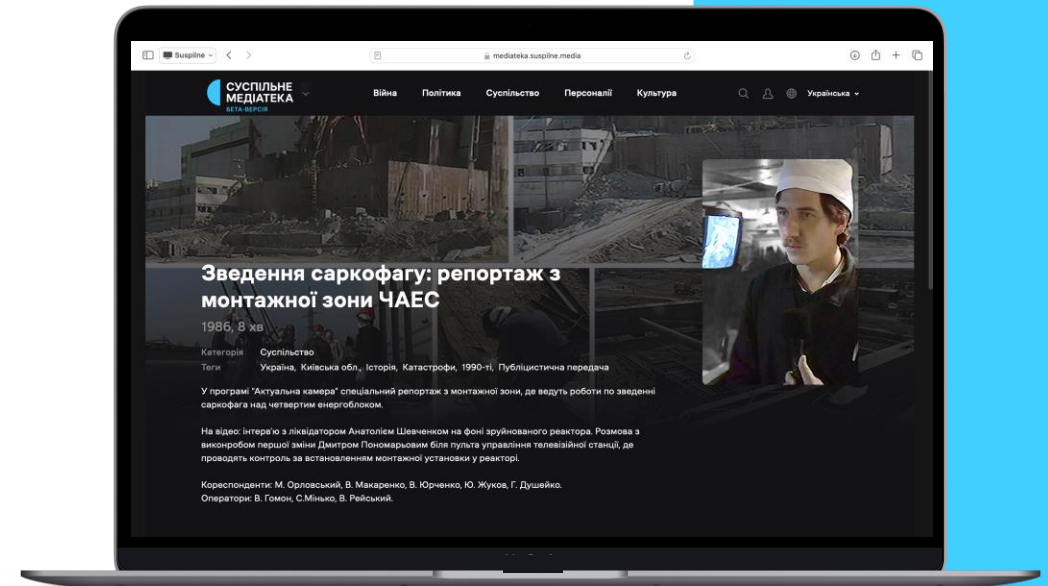 Suspilne
mediateka.suspilne.media
СУСПІЛЬНЕ
МЕДІАТЕКА
БЕТА-ВЕРСІЯ
Війна Політика Суспільство Персоналії Культура Українська
Зведення саркофагу: репортаж з
монтажної зони ЧАЕС
1986, 8 хв
Категорія Суспільство
Теги Україна, Київська обл., Історія, Катастрофи, 1990-ті, Публіцистична передача
У програмі "Актуальна камера" спеціальний репортаж з монтажної зони, де ведуть роботи по зведенні
саркофага над четвертим енергоблоком.
На відео: інтерв'ю з ліквідатором Анатолієм Шевченком на фоні зруйнованого реактора. Розмова з
виконробом першої зміни Дмитром Пономарьовим біля пульта управління телевізійної станції, де
проводять контроль за встановленням монтажної установки у реакторі.
Кореспонденти: М. Орловський, В. Макаренко, В. Юрченко, Ю. Жуков, Г. Душейко.
Оператори: В. Гомон, С.Мінько, В. Рейський.